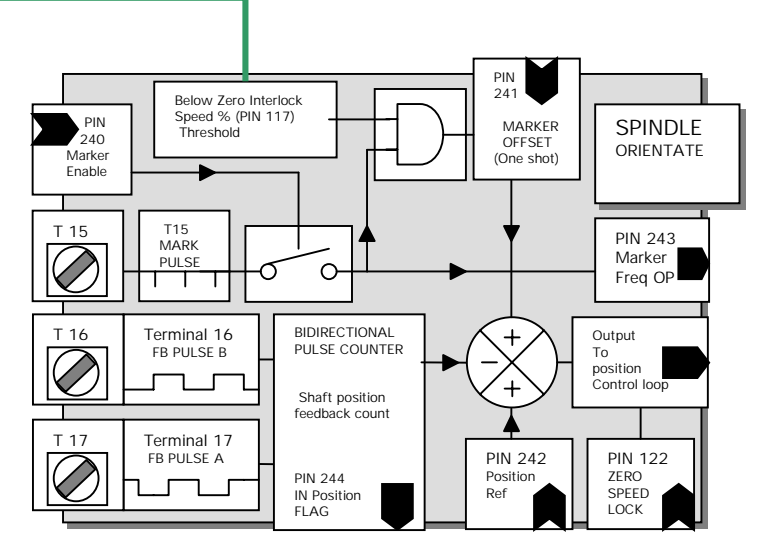 Below Zero Interlock
Speed % (PIN 117)
Threshold
PIN
241
MARKER
OFFSET
(One shot)
SPINDLE
ORIENTATE
PIN
240
Marker
Enable
T 15
T15
MARK
PULSE
PIN 243
Marker
Freq OP
T 16
Terminal 16
FB PULSE B
BIDIRECTIONAL
PULSE COUNTER
Shaft position
feedback count
PIN 244
IN Position
FLAG
+
−
+
Output
To
position
Control loop
T 17
Terminal 17
FB PULSE A
PIN 242
Position
Ref
PIN 122
ZERO
SPEED
LOCK